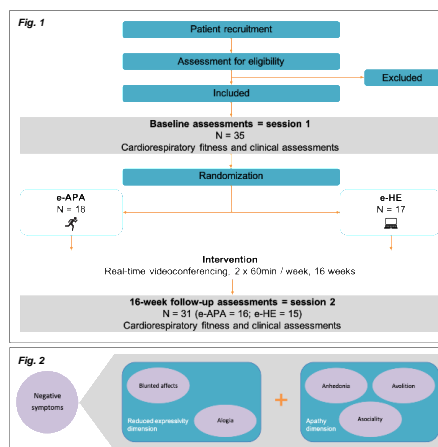 Fig. 1
Patient recruitment
Assessment for eligibility
Excluded
Included
Baseline assessments = session 1
N = 35
Cardiorespiratory fitness and clinical assessments
Randomization
e-APA
N = 18
e-HE
N = 17
Intervention
Real-time videoconferencing, 2 x 60min / week, 16 weeks
16-week follow-up assessments = session 2
N = 31 (e-APA = 16; e-HE = 15)
Cardiorespiratory fitness and clinical assessments
Fig. 2
Negative
symptoms
Blunted affects
Reduced expressivity
dimension
Alogia
+
Anhedonia
Avolition
Apathy
dimension
Asociality